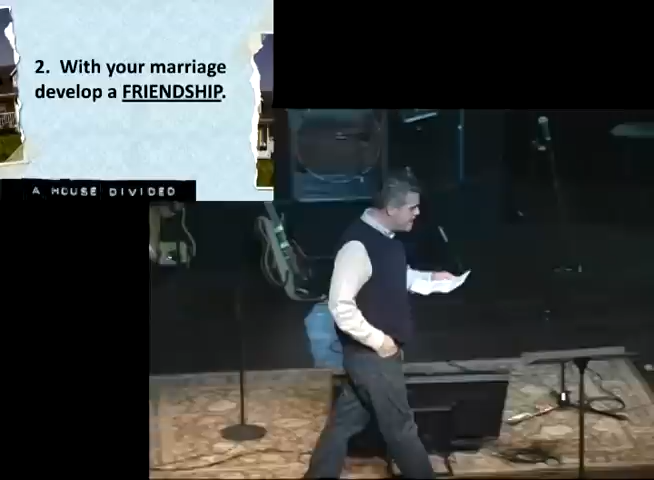 2. With your marriage
develop a FRIENDSHIP.
A HOUSE DIVIDED